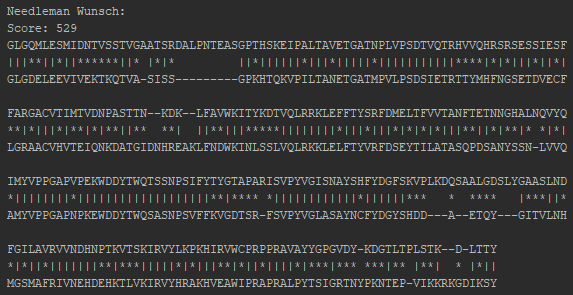 Needleman Wunsch:
Score: 529
GLGQMLESMIDNTVSSTVGAATSRDALPNTEASGPTHSKEIPALTAVETGATNPLVPSDTVQTRHVVQHRSRSESSIESF
|||**||**|******||* **|*         ||*|****|*|||*|||||*|**|||***||****|***||***|*|
GLGDELEEVIVEKTKQTVA-SISS---------GPKHTQKVPILTANETGATMPVLPSDSIETRTTYMHFNGSETDVECF
FARGACVTIMTVDNPASTTN--KDK--LFAVWKITYKDTVQLRRKLEFFTYSRFDMELTFVVTANFTETNNGHALNQVYQ
**|*|||******|***|**  ***  ||**|||*****||||||||*|||*|||*|*|***||******|**** *|*|
LGRAACVHVTEIQNKDATGIDNHREAKLFNDWKINLSSLVQLRRKLELFTYVRFDSEYTILATASQPDSANYSSN-LVVQ
IMYVPPGAPVPEKWDDYTWQTSSNPSIFYTYGTAPARISVPYVGISNAYSHFYDGFSKVPLKDQSAALGDSLYGAASLND
*||||||||*|**|||||||**||||*|***|**** *|||||||***||**||||*|***   *  ****   |***||*
AMYVPPGAPNPKEWDDYTWQSASNPSVFFKVGDTSR-FSVPYVGLASAYNCFYDGYSHDD---A--ETQY---GITVLNH
FGILAVRVVNDHNPTKVTSKIRVYLKPKHIRVWCPRPPRAVAYYGPGVDY-KDGTLTPLSTK--D-LTTY
*|**|*|*||*|***|***|||||***||***|*||*|||**|***|*** ***|** ***|  * ***|
MGSMAFRIVNEHDEHKTLVKIRVYHRAKHVEAWIPRAPRALPYTSIGRTNYPKNTEP-VIKKRKGDIKSY